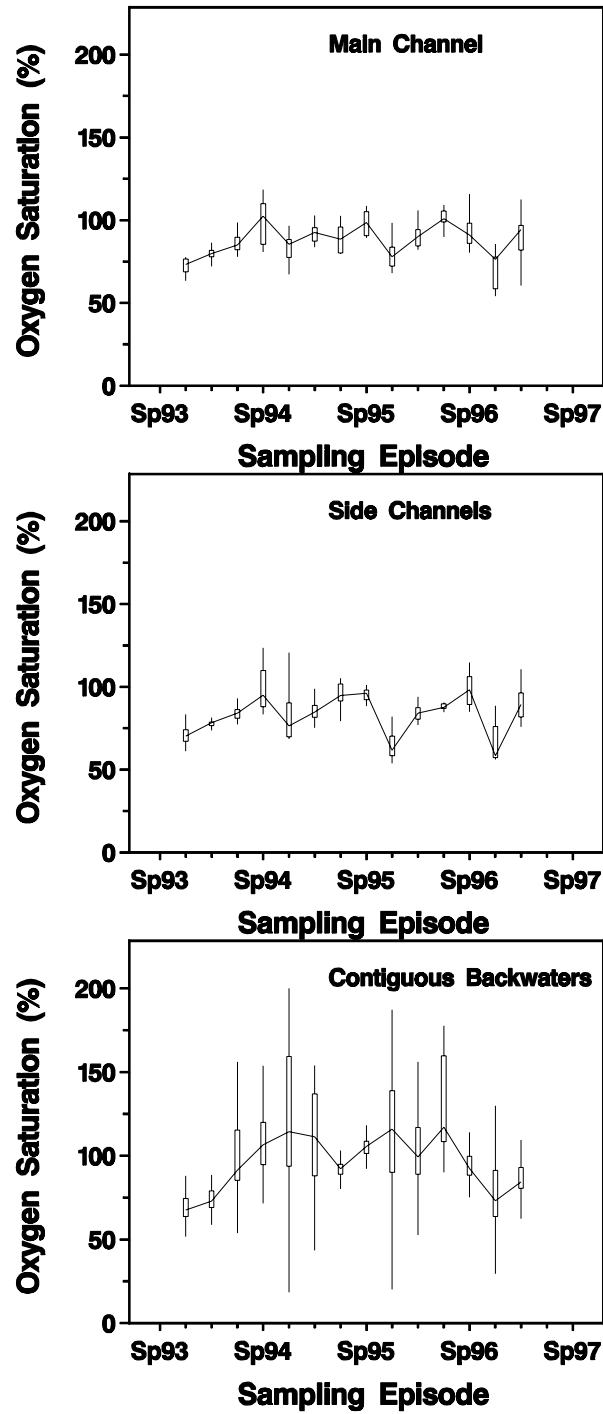 Main Channel
Oxygen Saturation (%)
200
150
100
50
0
Sp93 Sp94 Sp95 Sp96 Sp97
Sampling Episode
Side Channels
Oxygen Saturation (%)
200
150
100
50
0
Sp93 Sp94 Sp95 Sp96 Sp97
Sampling Episode
Contiguous Backwaters
Oxygen Saturation (%)
200
150
100
50
0
Sp93 Sp94 Sp95 Sp96 Sp97
Sampling Episode